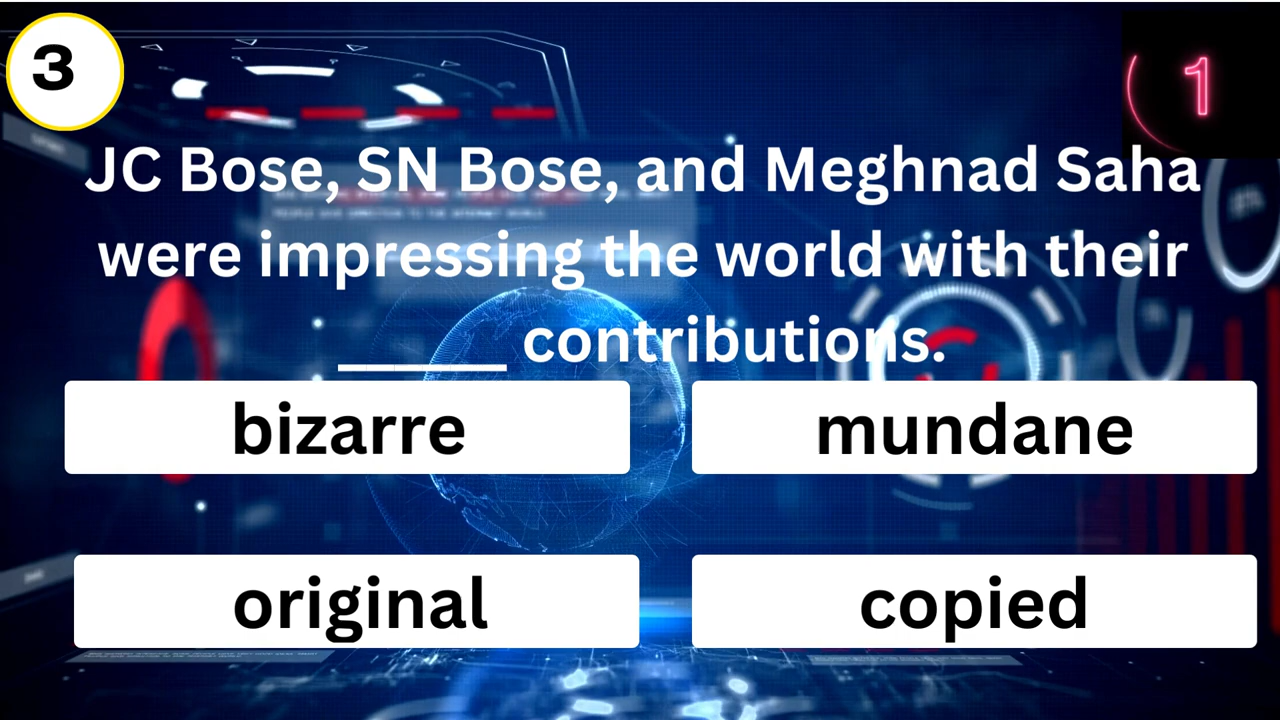 3
1
JC Bose, SN Bose, and Meghnad Saha
were impressing the world with their
_______ contributions.
bizarre
mundane
original
copied